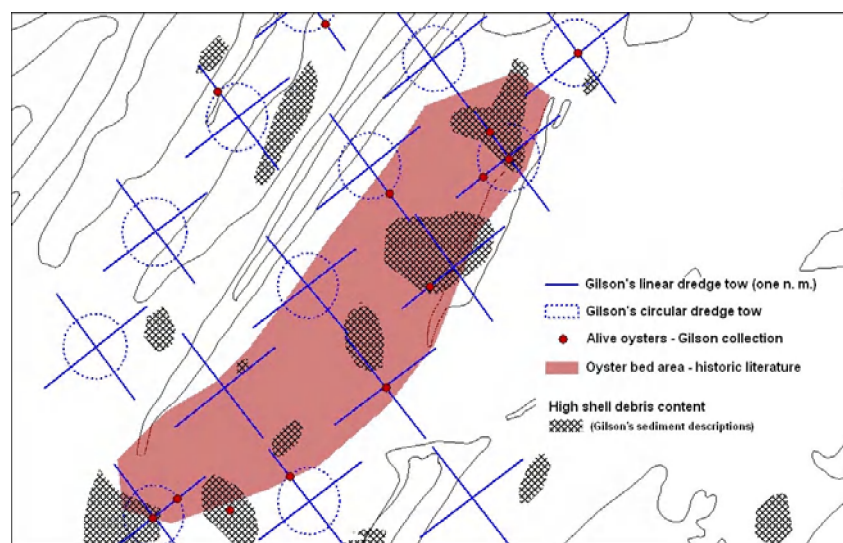 Gilson's linear dredge tow (one n. m.)
Gilson's circular dredge tow
Alive oysters - Gilson collection
Oyster bed area - historic literature
High shell debris content
(Gilson's sediment descriptions)